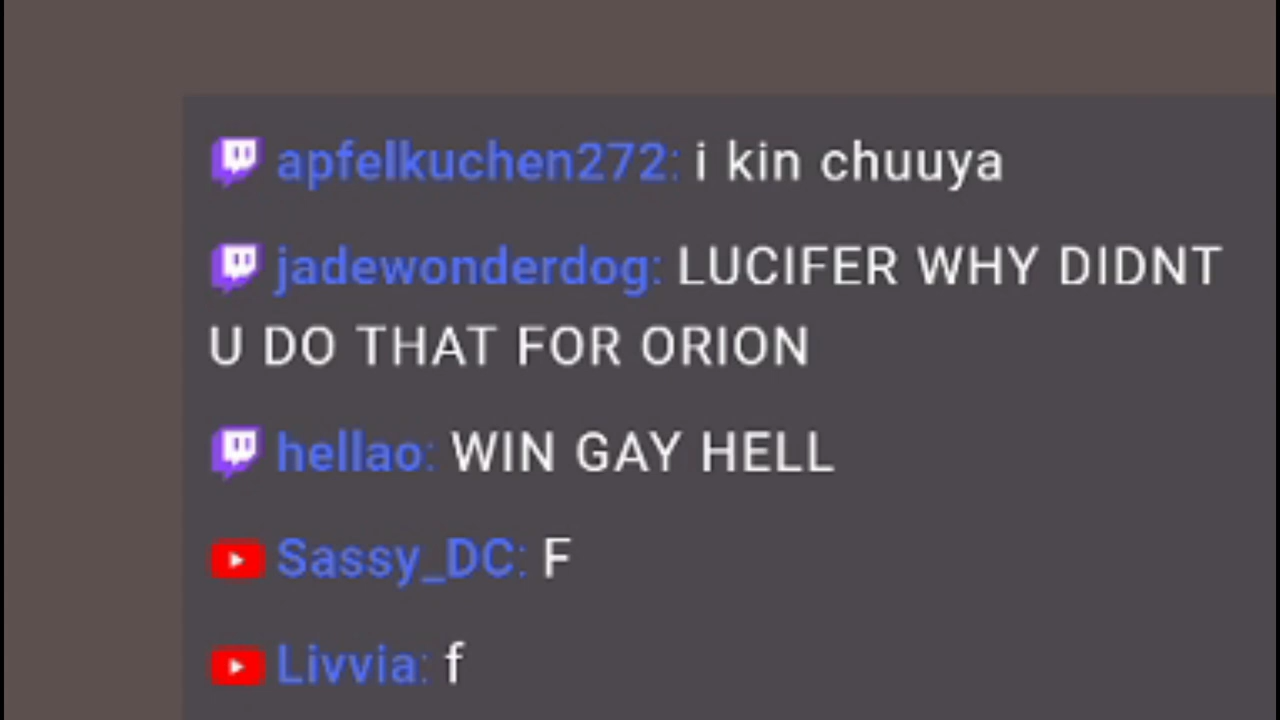 apfelkuchen272: i kin chuuya
jadewonderdog: LUCIFER WHY DIDNT
U DO THAT FOR ORION
hellao: WIN GAY HELL
Sassy_DC: F
Livvia: f